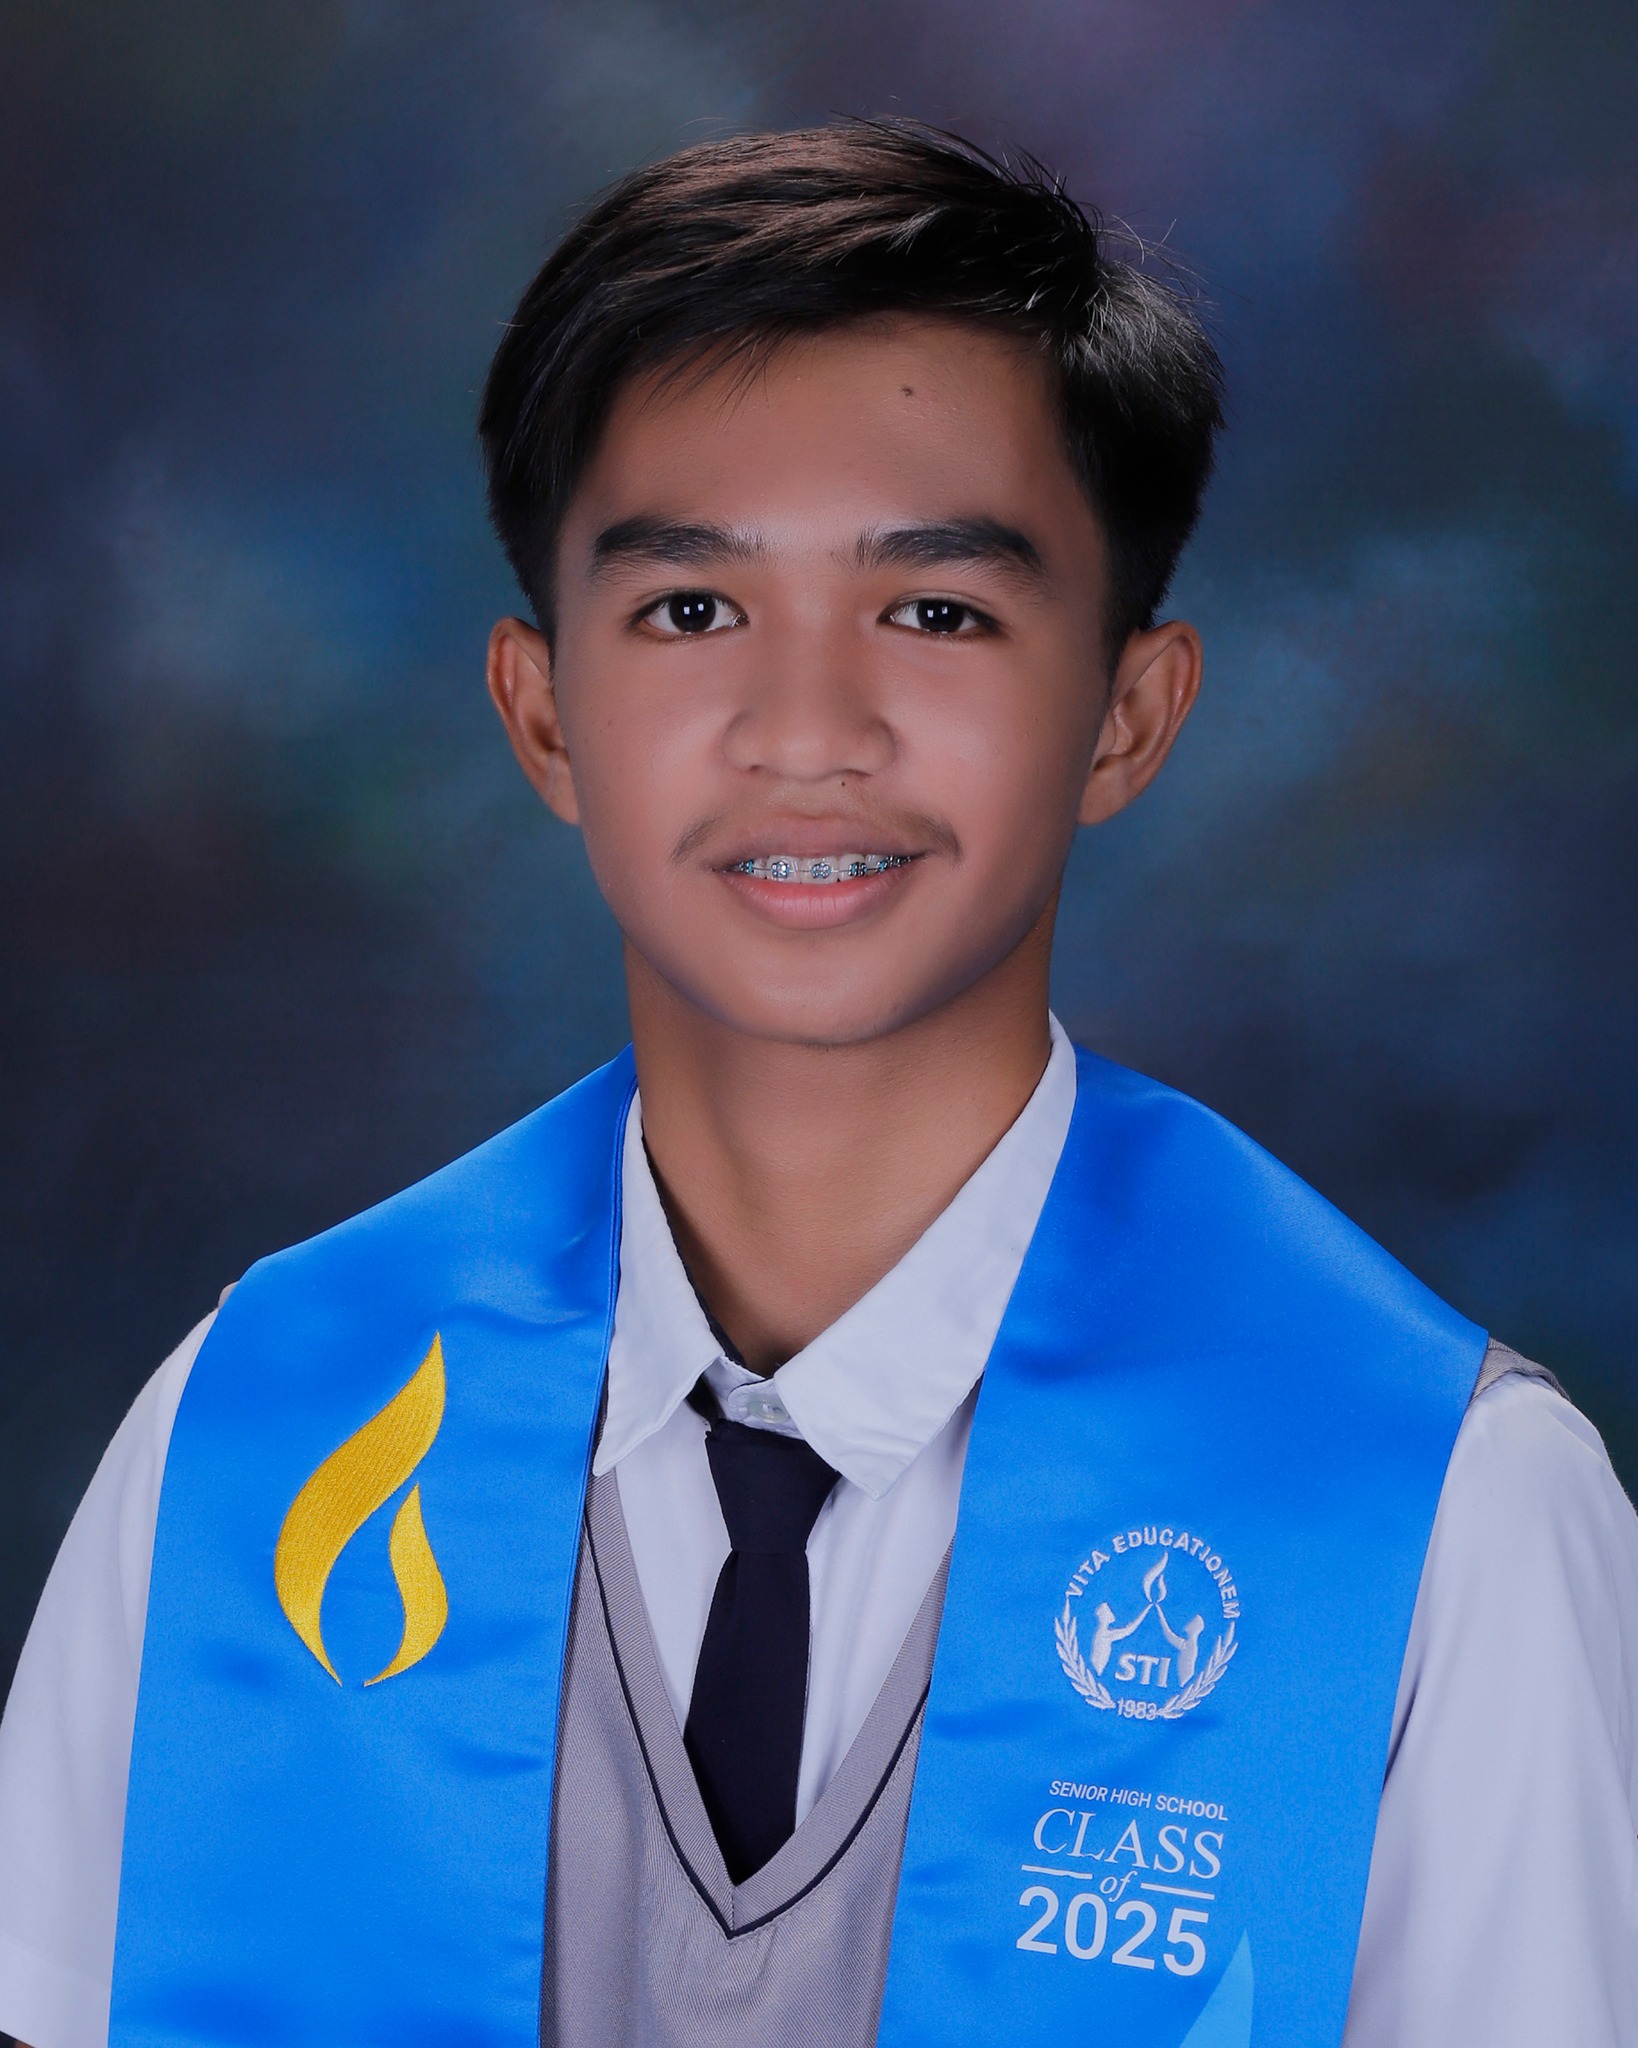 VITA EDUCATIONEM
STI
1983
SENIOR HIGH SCHOOL
CLASS
of
2025